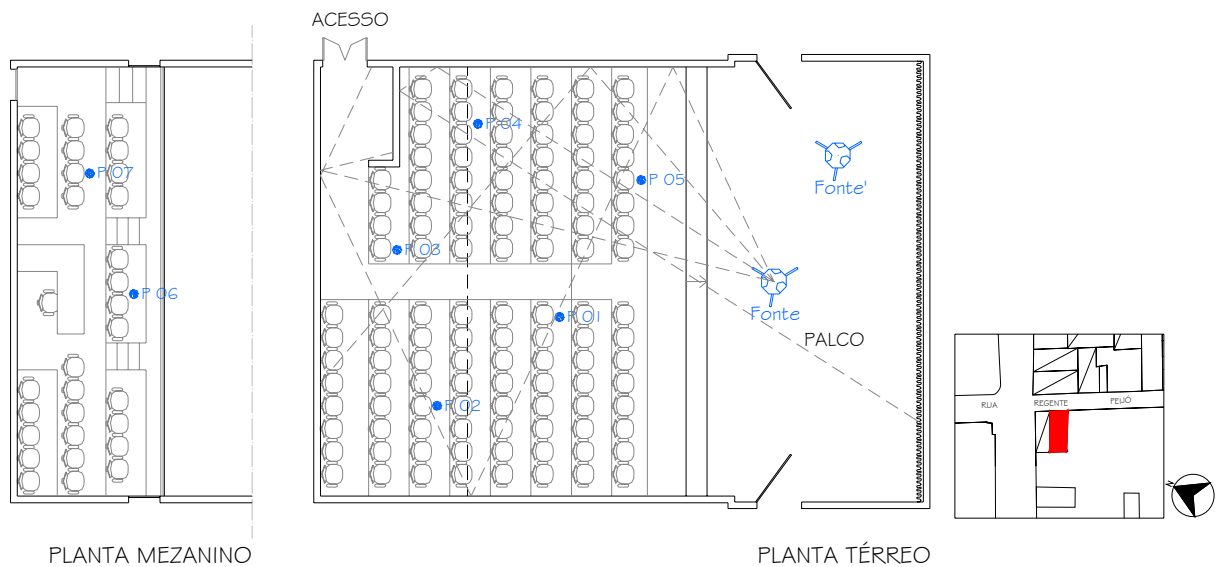 ACESSO
P 04
P 07
P 05
Fonte'
P 03
P 06
Fonte
P 01
PALCO
P 02
RUA REGENTE FEIJÓ
N
PLANTA MEZANINO
PLANTA TÉRREO